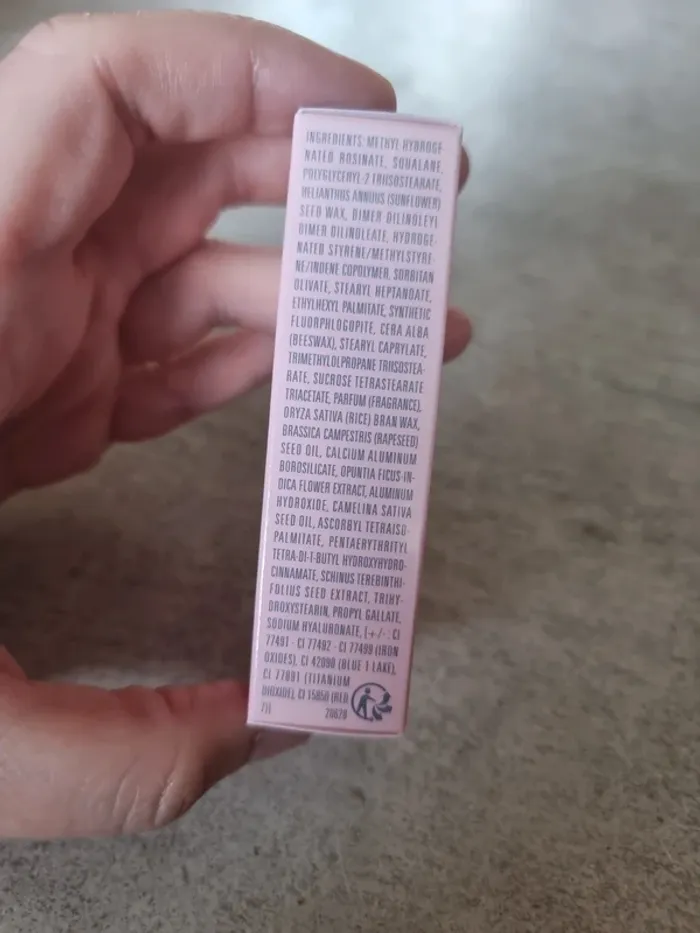 INGREDIENTS: METHYL HYDROGE-
NATED ROSINATE, SQUALANE,
POLYGLYCERYL-2 TRIISOSTEARATE,
HELIANTHUS ANNUUS (SUNFLOWER)
SEED WAX, DIMER DILINOLEYL
DIMER DILINOLEATE, HYDROGE-
NATED STYRENE/METHYLSTYRE-
NE/INDENE COPOLYMER, SORBITAN
OLIVATE, STEARYL HEPTANOATE,
ETHYLHEXYL PALMITATE, SYNTHETIC
FLUORPHLOGOPITE, CERA ALBA
(BEESWAX), STEARYL CAPRYLATE,
TRIMETHYLOLPROPANE TRIISOSTEA-
RATE, SUCROSE TETRASTEARATE
TRIACETATE, PARFUM (FRAGRANCE),
ORYZA SATIVA (RICE) BRAN WAX,
BRASSICA CAMPESTRIS (RAPESEED)
SEED OIL, CALCIUM ALUMINUM
BOROSILICATE, OPUNTIA FICUS-IN-
DICA FLOWER EXTRACT, ALUMINUM
HYDROXIDE, CAMELINA SATIVA
SEED OIL, ASCORBYL TETRAISO-
PALMITATE, PENTAERYTHRITYL
TETRA-DI-T-BUTYL HYDROXYHYDRO-
CINNAMATE, SCHINUS TEREBINTHI-
FOLIUS SEED EXTRACT, TRIHY-
DROXYSTEARIN, PROPYL GALLATE,
SODIUM HYALURONATE, [+/-: CI
77491 - CI 77492 - CI 77499 (IRON
OXIDES), CI 42090 (BLUE 1 LAKE),
CI 77891 (TITANIUM
DIOXIDE), CI 15850 (RED
7)]